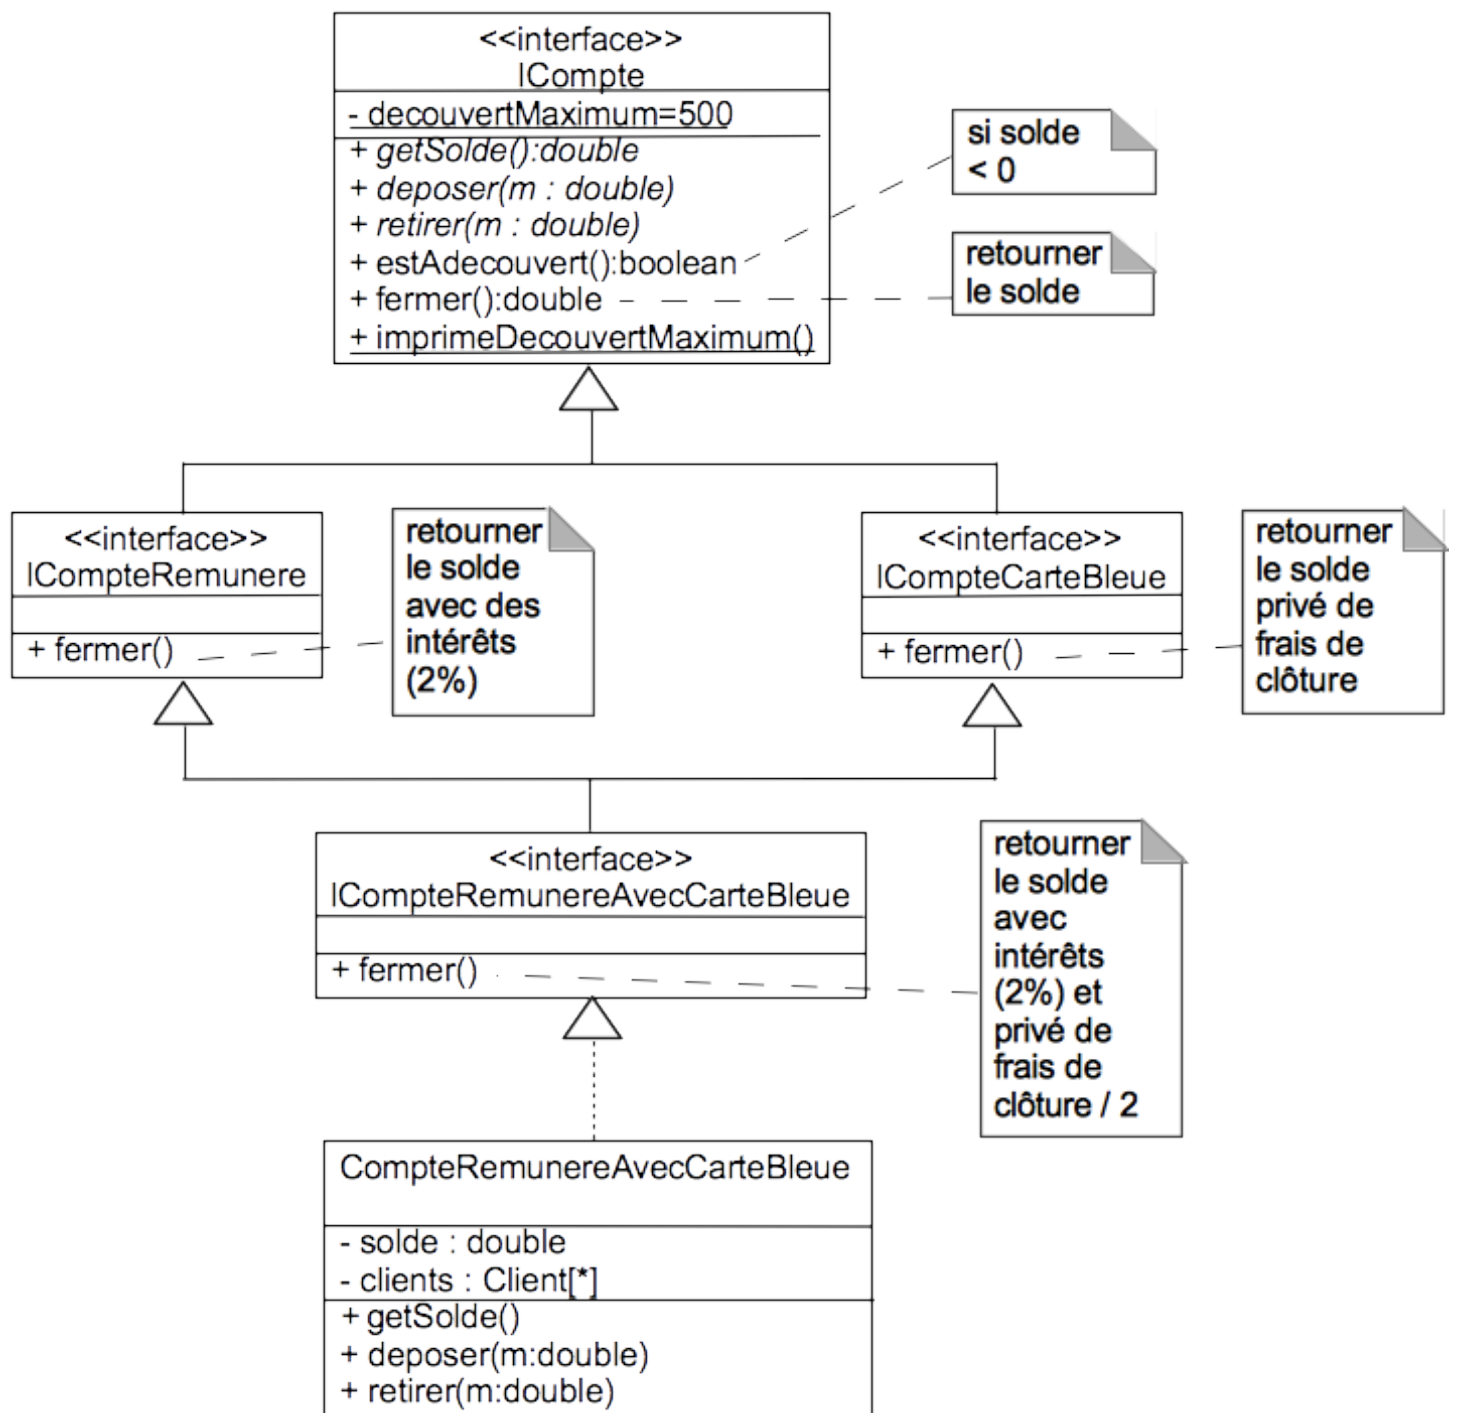 <<interface>>
ICompte
- decouvertMaximum=500
+ getSolde():double
+ deposer(m : double)
+ retirer(m : double)
+ estAdecouvert():boolean
+ fermer():double
+ imprimeDecouvertMaximum()
si solde
< 0
retourner
le solde
<<interface>>
ICompteRemunere
+ fermer()
retourner
le solde
avec des
intérêts
(2%)
<<interface>>
ICompteCarteBleue
+ fermer()
retourner
le solde
privé de
frais de
clôture
<<interface>>
ICompteRemunereAvecCarteBleue
+ fermer()
retourner
le solde
avec
intérêts
(2%) et
privé de
frais de
clôture / 2
CompteRemunereAvecCarteBleue
- solde : double
- clients : Client[*]
+ getSolde()
+ deposer(m:double)
+ retirer(m:double)